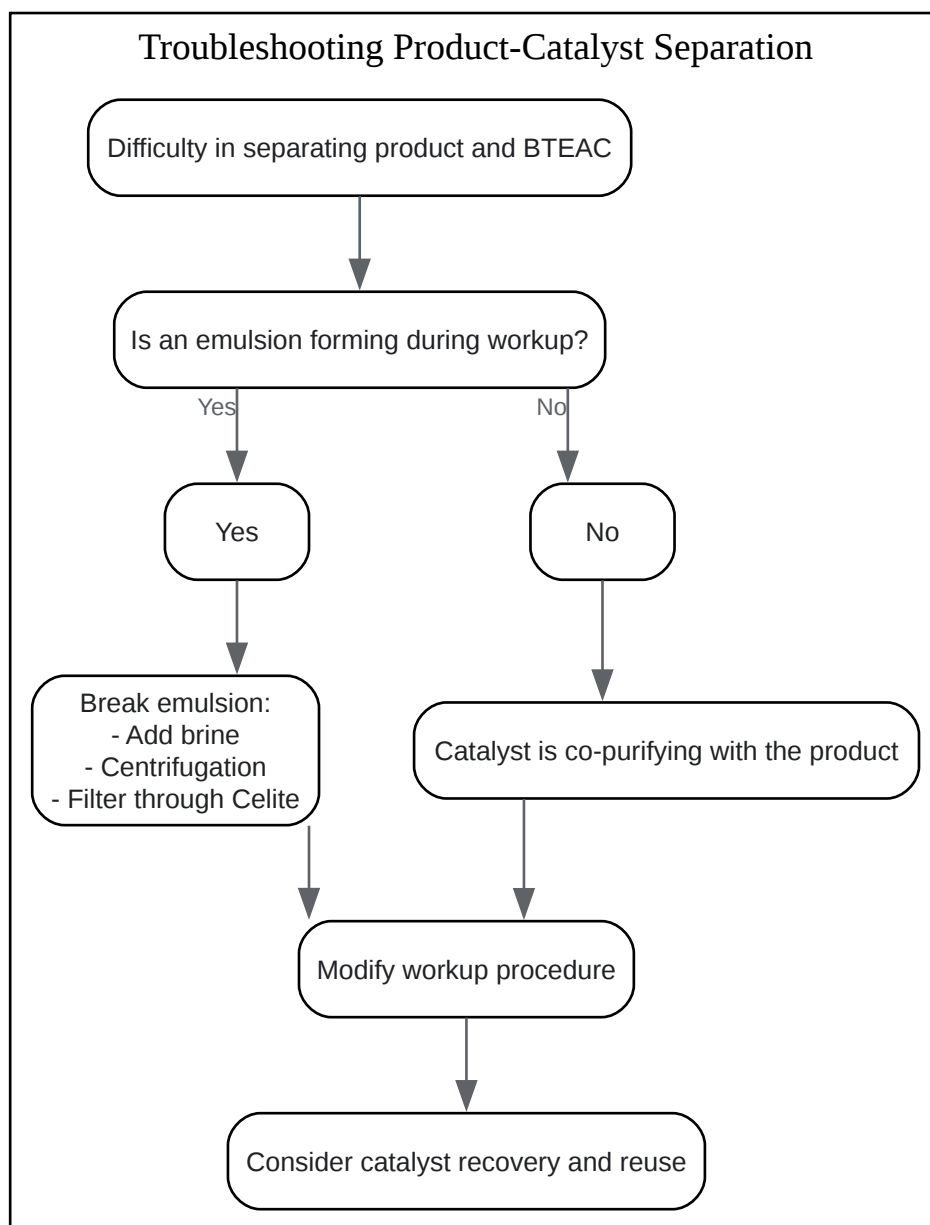 Troubleshooting Product-Catalyst Separation
Difficulty in separating product and BTEAC
Is an emulsion forming during workup?
Yes
No
Yes
No
Break emulsion:
- Add brine
- Centrifugation
- Filter through Celite
Catalyst is co-purifying with the product
Modify workup procedure
Consider catalyst recovery and reuse